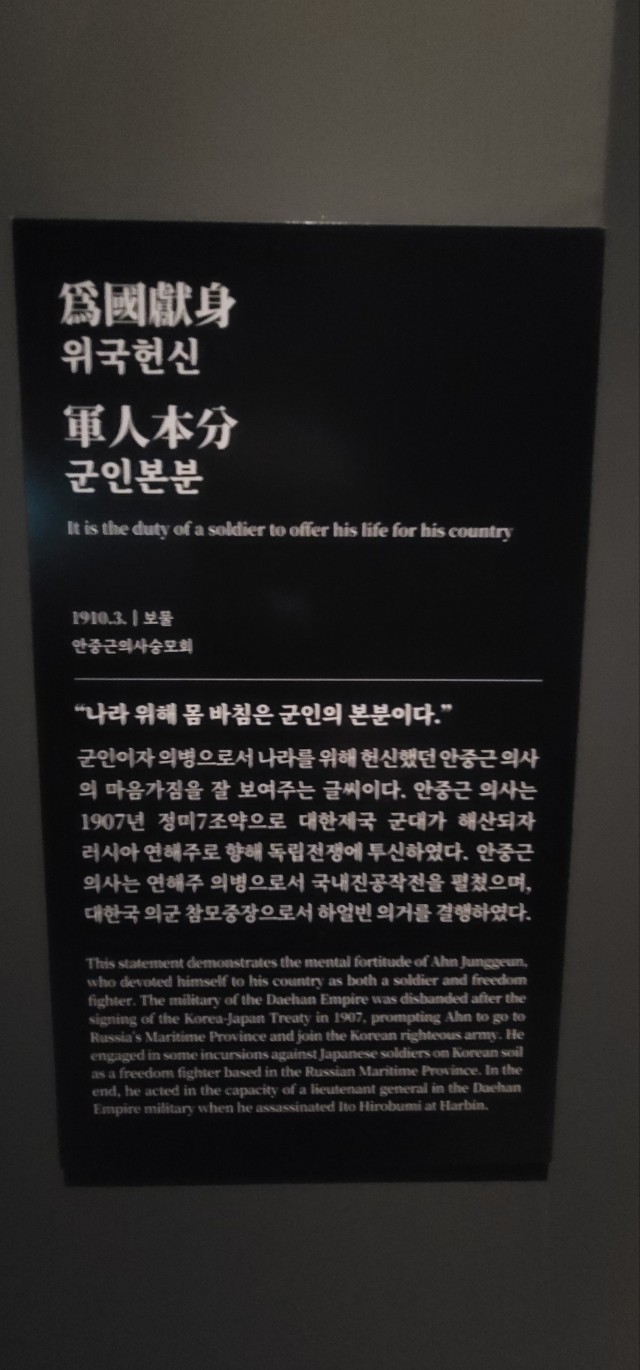 爲國獻身
위국헌신
軍人本分
군인본분
It is the duty of a soldier to offer his life for his country
1910.3. | 보물
안중근의사숭모회
“나라 위해 몸 바침은 군인의 본분이다.”
군인이자 의병으로서 나라를 위해 헌신했던 안중근 의사
의 마음가짐을 잘 보여주는 글씨이다. 안중근 의사는
1907년 정미7조약으로 대한제국 군대가 해산되자
러시아 연해주로 향해 독립전쟁에 투신하였다. 안중근
의사는 연해주 의병으로서 국내진공작전을 펼쳤으며,
대한국 의군 참모중장으로서 하얼빈 의거를 결행하였다.
This statement demonstrates the mental fortitude of Ahn Junggeun,
who devoted himself to his country as both a soldier and freedom
fighter. The military of the Daehan Empire was disbanded after the
signing of the Korea-Japan Treaty in 1907, prompting Ahn to go to
Russia's Maritime Province and join the Korean righteous army. He
engaged in some incursions against Japanese soldiers on Korean soil
as a freedom fighter based in the Russian Maritime Province. In the
end, he acted in the capacity of a lieutenant general in the Daehan
Empire military when he assassinated Ito Hirobumi at Harbin.